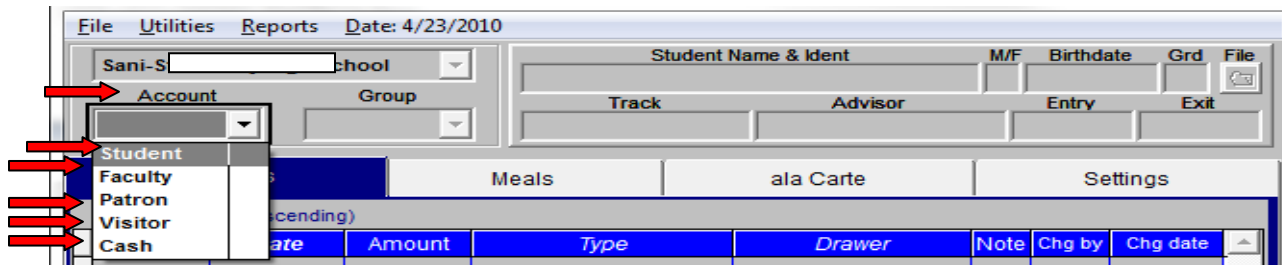 File Utilities Reports Date: 4/23/2010
Sani-S chool
Student Name & Ident M/F Birthdate Grd File
Account Group
Track Advisor Entry Exit
Student
Faculty
Patron
Visitor
Cash
s Meals ala Carte Settings
scending)
ate Amount Type Drawer Note Chg by Chg date